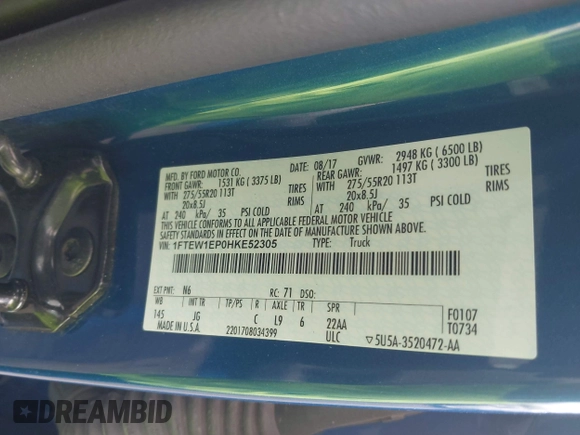 MFD. BY FORD MOTOR CO. DATE: 08/17 GVWR: 2948 KG ( 6500 LB)
FRONT GAWR: 1531 KG ( 3375 LB) REAR GAWR: 1497 KG ( 3300 LB)
WITH 275/55R20 113T TIRES WITH 275/55R20 113T TIRES
20x8.5J RIMS 20x8.5J RIMS
AT 240 kPa/ 35 PSI COLD AT 240 kPa/ 35 PSI COLD
THIS VEHICLE CONFORMS TO ALL APPLICABLE FEDERAL MOTOR VEHICLE
SAFETY STANDARDS IN EFFECT ON THE DATE OF MANUFACTURE SHOWN ABOVE.
VIN: 1FTEW1EP0HKE52305 TYPE: Truck
EXT PNT: N6 RC: 71 DSO:
WB INT TR TP/PS R AXLE TR SPR F0107
145 JG C L9 6 22AA T0734
MADE IN U.S.A. 2201708034399 ULC ▽5U5A-3520472-AA
DREAMBID